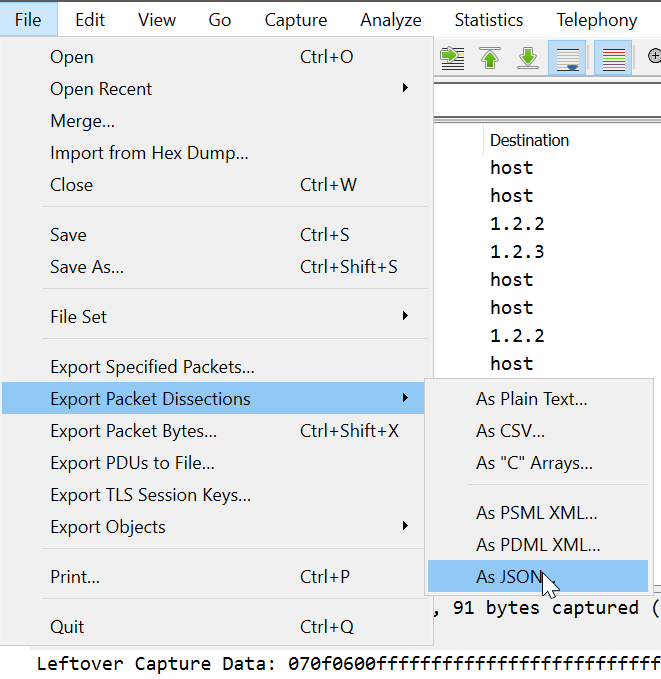 File Edit View Go Capture Analyze Statistics Telephony
Open Ctrl+O
Open Recent
Merge...
Import from Hex Dump...
Close Ctrl+W
Save Ctrl+S
Save As... Ctrl+Shift+S
File Set
Export Specified Packets...
Export Packet Dissections
Export Packet Bytes... Ctrl+Shift+X
Export PDUs to File...
Export TLS Session Keys...
Export Objects
Print... Ctrl+P
Quit Ctrl+Q
Destination
host
host
1.2.2
1.2.3
host
host
1.2.2
host
As Plain Text...
As CSV...
As "C" Arrays...
As PSML XML...
As PDML XML...
As JSON...
, 91 bytes captured (
Leftover Capture Data: 070f0600ffffffffffffffffffffffffff